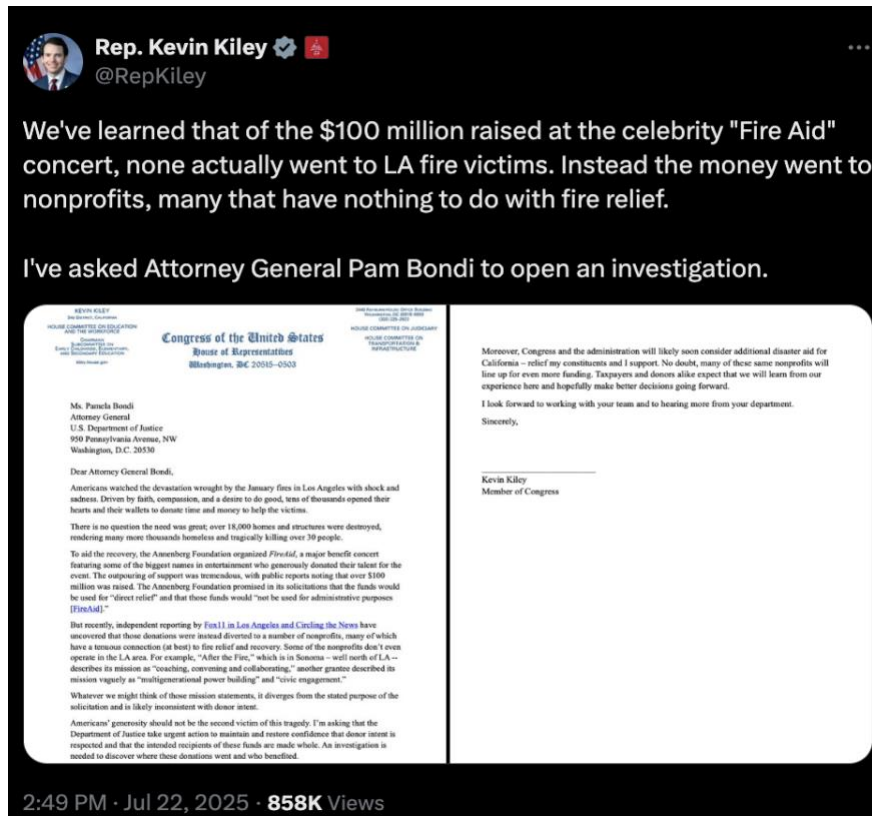 Rep. Kevin Kiley
@RepKiley
We've learned that of the $100 million raised at the celebrity "Fire Aid"
concert, none actually went to LA fire victims. Instead the money went to
nonprofits, many that have nothing to do with fire relief.
I've asked Attorney General Pam Bondi to open an investigation.
KEVIN KILEY
HOUSE COMMITTEE ON EDUCATION
AND THE WORKFORCE
Congress of the United States
House of Representatives
Washington, DC 20515-0503
HOUSE COMMITTEE ON JUDICIARY
HOUSE COMMITTEE ON
TRANSPORTATION &
INFRASTRUCTURE
Ms. Pamela Bondi
Attorney General
U.S. Department of Justice
950 Pennsylvania Avenue, NW
Washington, D.C. 20530
Dear Attorney General Bondi,
Americans watched the devastation wrought by the January fires in Los Angeles with shock and
sadness. Driven by faith, compassion, and a desire to do good, tens of thousands opened their
hearts and their wallets to donate time and money to help the victims.
There is no question the need was great; over 18,000 homes and structures were destroyed,
rendering many more thousands homeless and tragically killing over 30 people.
To aid the recovery, the Annenberg Foundation organized FireAid, a major benefit concert
featuring some of the biggest names in entertainment who generously donated their talent for the
event. The outpouring of support was tremendous, with public reports noting that over $100
million was raised. The Annenberg Foundation promised in its solicitations that the funds would
be used for "direct relief" and that those funds would "not be used for administrative purposes
[FireAid]."
But recently, independent reporting by Fox11 in Los Angeles and Circling the News have
uncovered that those donations were instead diverted to a number of nonprofits, many of which
have a tenuous connection (at best) to fire relief and recovery. Some of the nonprofits don't even
operate in the LA area. For example, "After the Fire," which is in Sonoma – well north of LA –
describes its mission as "coaching, convening and collaborating," another grantee described its
mission vaguely as "multigenerational power building" and "civic engagement."
Whatever we might think of those mission statements, it diverges from the stated purpose of the
solicitation and is likely inconsistent with donor intent.
Americans' generosity should not be the second victim of this tragedy. I'm asking that the
Department of Justice take urgent action to maintain and restore confidence that donor intent is
respected and that the intended recipients of these funds are made whole. An investigation is
needed to discover where these donations went and who benefited.
Moreover, Congress and the administration will likely soon consider additional disaster aid for
California – relief my constituents and I support. No doubt, many of these same nonprofits will
line up for even more funding. Taxpayers and donors alike expect that we will learn from our
experience here and hopefully make better decisions going forward.
I look forward to working with your team and to hearing more from your department.
Sincerely,
Kevin Kiley
Member of Congress
2:49 PM · Jul 22, 2025 · 858K Views